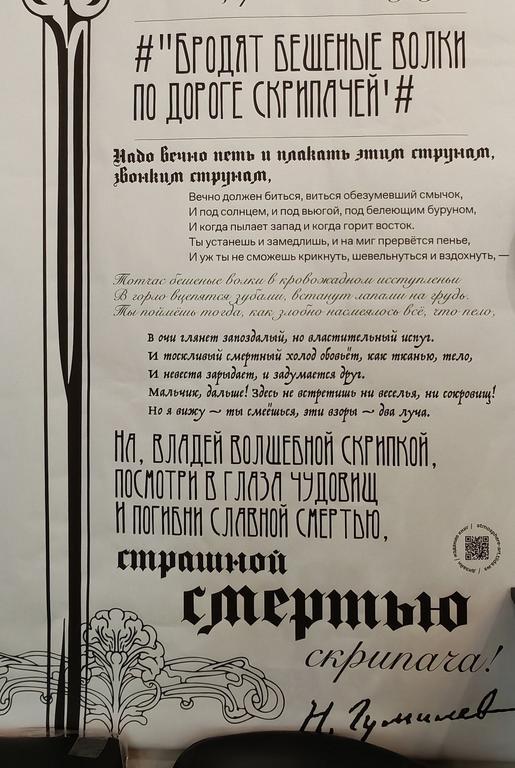 #"Бродят бешеные волки
по дороге скрипачей'#
Надо вечно петь и плакать этим струнам,
звонким струнам,
Вечно должен биться, виться обезумевший смычок,
И под солнцем, и под вьюгой, под белеющим буруном,
И когда пылает запад и когда горит восток.
Ты устанешь и замедлишь, и на миг прервётся пенье,
И уж ты не сможешь крикнуть, шевельнуться и вздохнуть, —
Тотчас бешеные волки в кровожадном исступленьи
В горло вцепятся зубами, встанут лапами на грудь.
Ты поймёшь тогда, как злобно насмеялось всё, что пело,
В очи глянет запоздалый, но властительный испуг.
И тоскливый смертный холод обовьёт, как тканью, тело,
И невеста зарыдает, и задумается друг.
Мальчик, дальше! Здесь не встретишь ни веселья, ни сокровищ!
Но я вижу — ты смеёшься, эти взоры — два луча.
На, владей волшебной скрипкой,
посмотри в глаза чудовищ
и погибни славной смертью,
страшной
смертью
скрипача!
Н. Гумилев